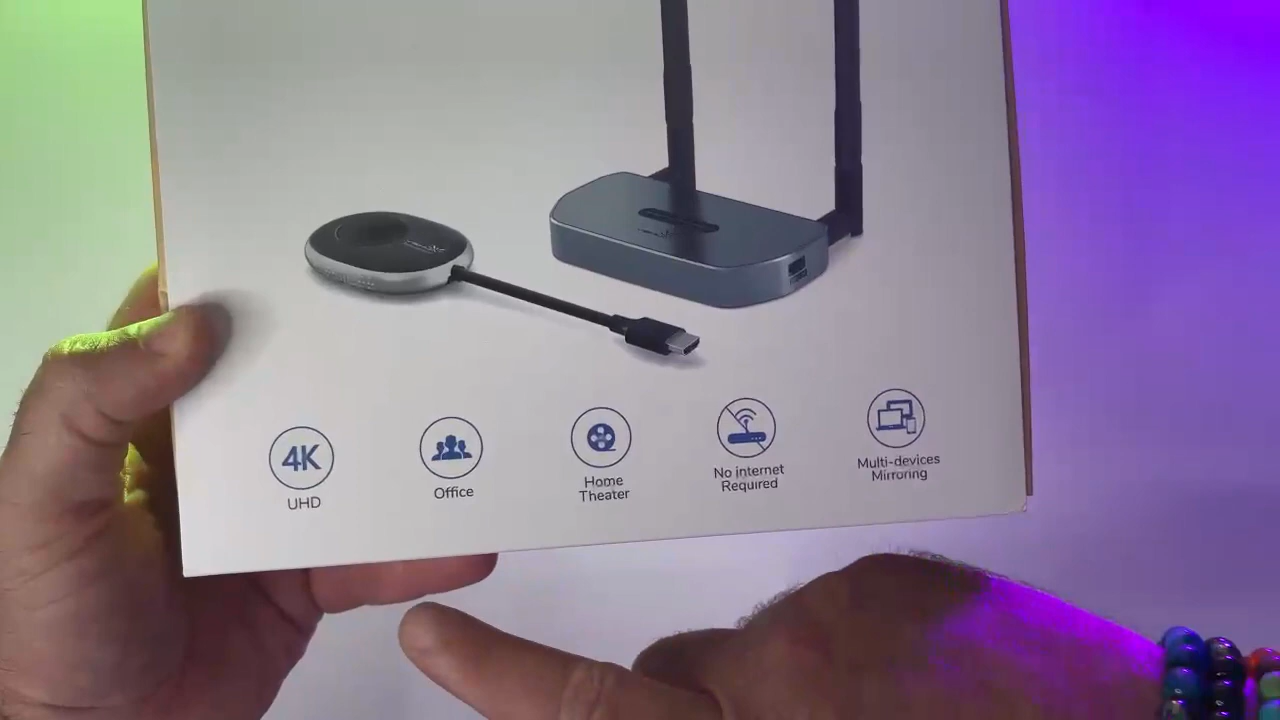 4K
UHD
Office
Home
Theater
No internet
Required
Multi-devices
Mirroring